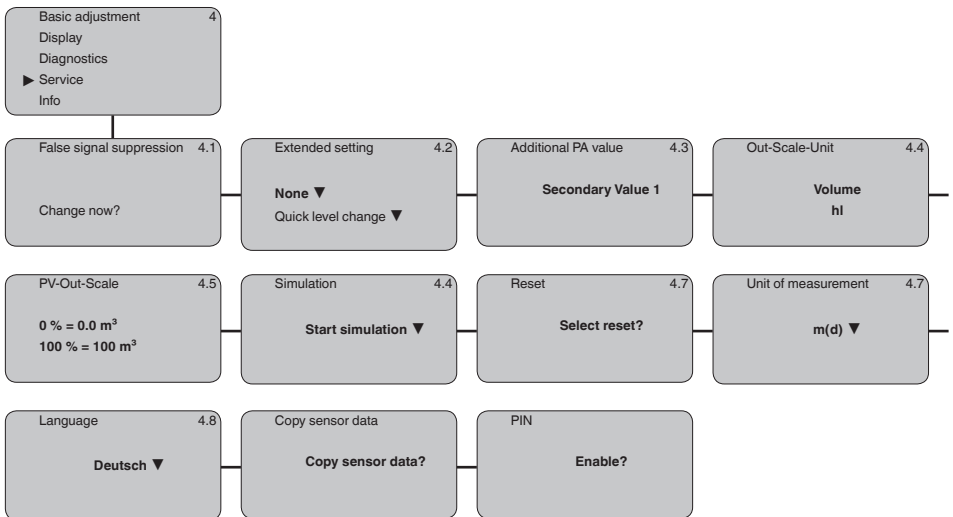 Basic adjustment 4
Display
Diagnostics
▶ Service
Info
False signal suppression 4.1
Change now?
Extended setting 4.2
None ▼
Quick level change ▼
Additional PA value 4.3
Secondary Value 1
Out-Scale-Unit 4.4
Volume
hl
PV-Out-Scale 4.5
0 % = 0.0 m³
100 % = 100 m³
Simulation 4.4
Start simulation ▼
Reset 4.7
Select reset?
Unit of measurement 4.7
m(d) ▼
Language 4.8
Deutsch ▼
Copy sensor data
Copy sensor data?
PIN
Enable?